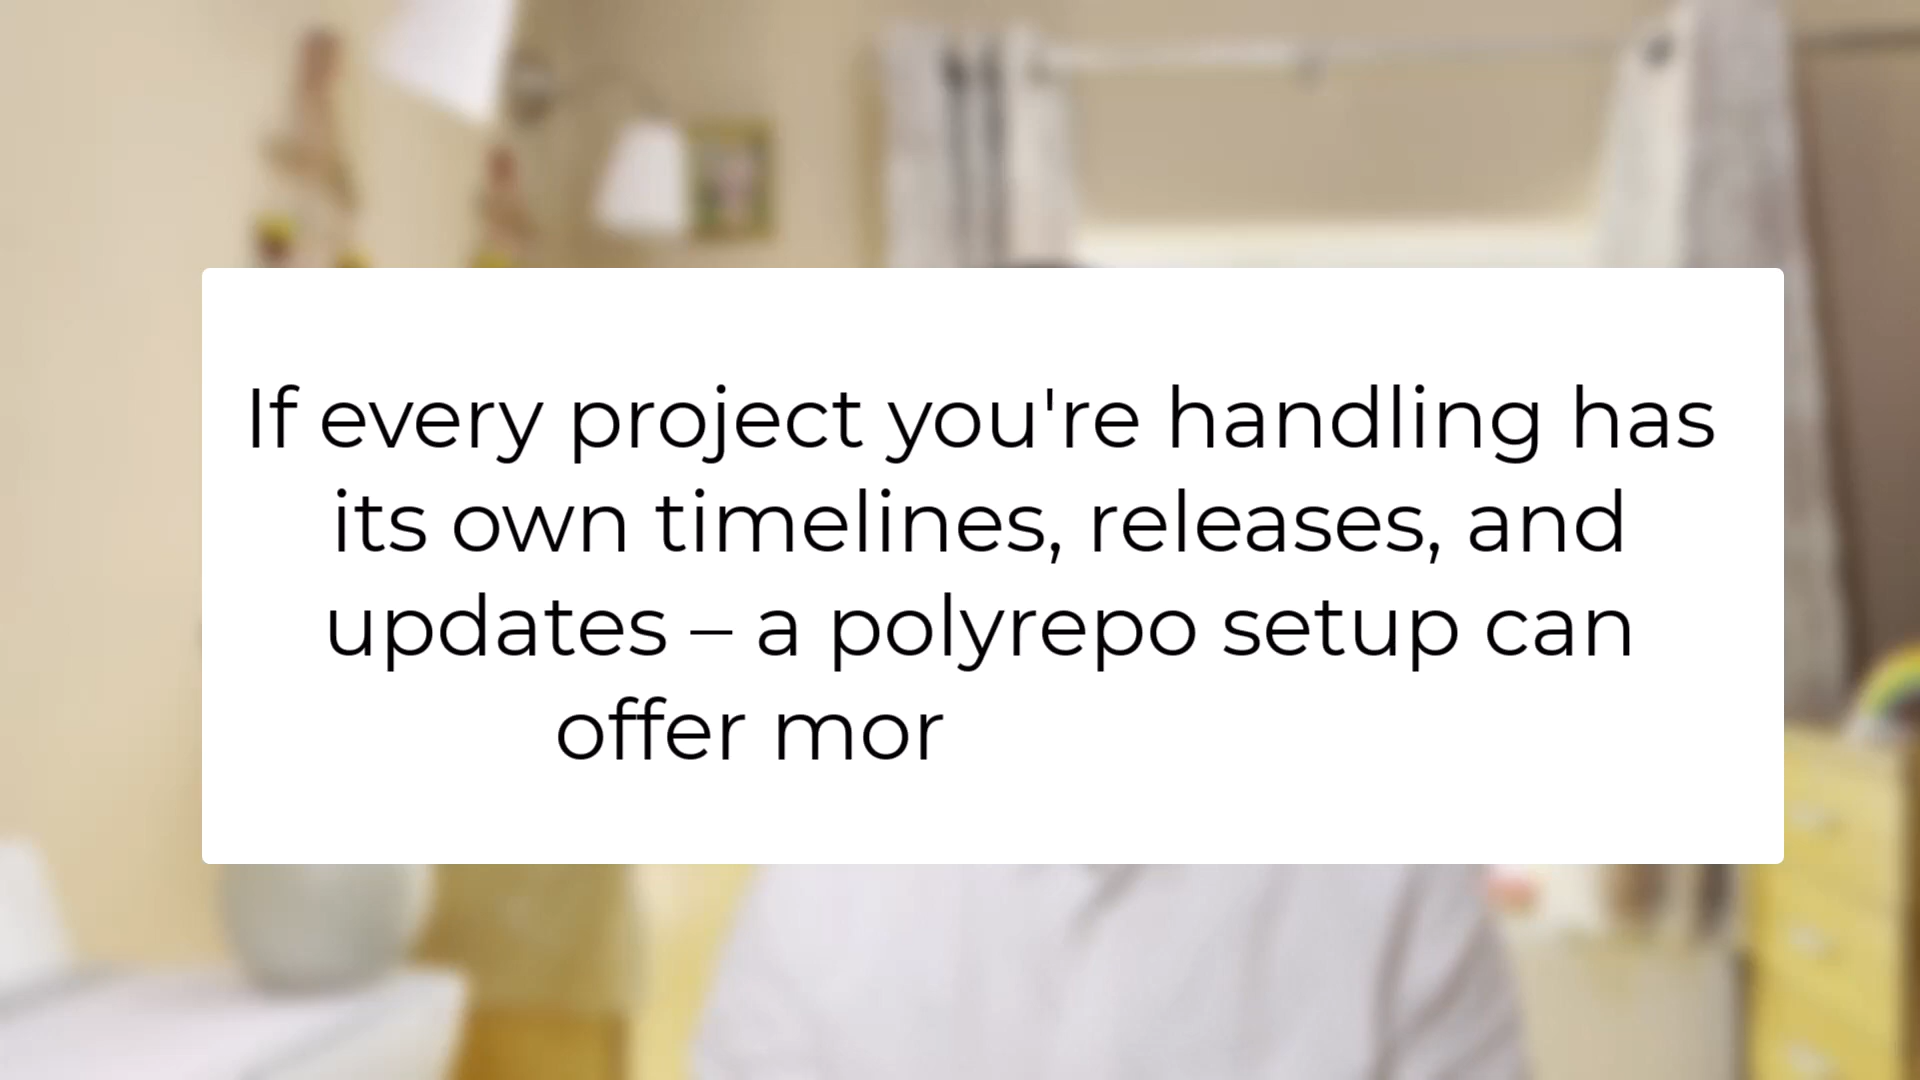 If every project you're handling has
its own timelines, releases, and
updates – a polyrepo setup can
offer mor